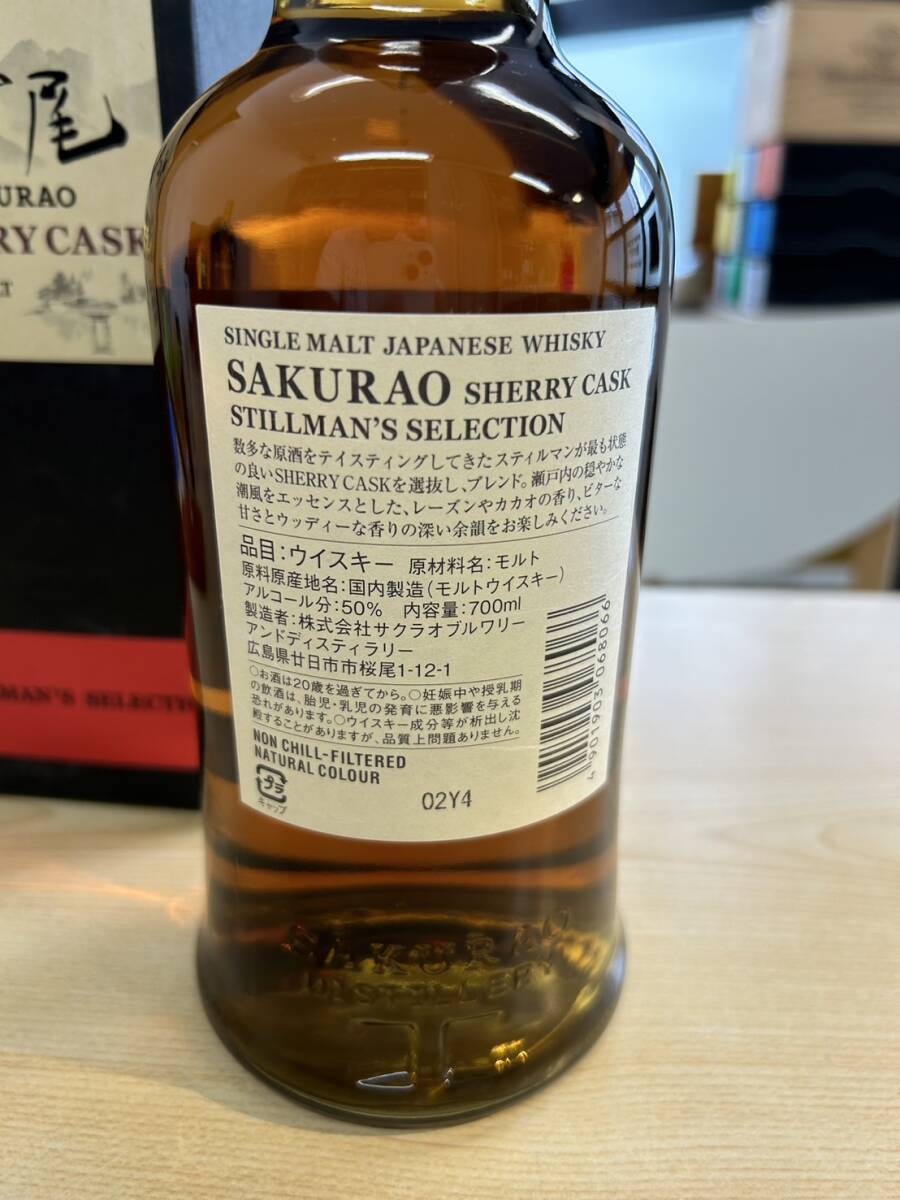 尾
URAO
RY CASK
LT
MAN'S SELECTION
SINGLE MALT JAPANESE WHISKY
SAKURAO SHERRY CASK
STILLMAN'S SELECTION
数多な原酒をテイスティングしてきたスティルマンが最も状態
の良いSHERRY CASKを選抜し、ブレンド。瀬戸内の穏やかな
潮風をエッセンスとした、レーズンやカカオの香り、ビターな
甘さとウッディーな香りの深い余韻をお楽しみください。
品目:ウイスキー 原材料名:モルト
原料原産地名:国内製造(モルトウイスキー)
アルコール分:50% 内容量:700ml
製造者:株式会社サクラオブルワリー
アンドディスティラリー
広島県廿日市市桜尾1-12-1
○お酒は20歳を過ぎてから。○妊娠中や授乳期
の飲酒は、胎児・乳児の発育に悪影響を与える
恐れがあります。○ウイスキー成分等が析出し沈
殿することがありますが、品質上問題ありません。
NON CHILL-FILTERED
NATURAL COLOUR
プラ
キャップ
02Y4
4901903068066
SAKURAO
DISTILLERY